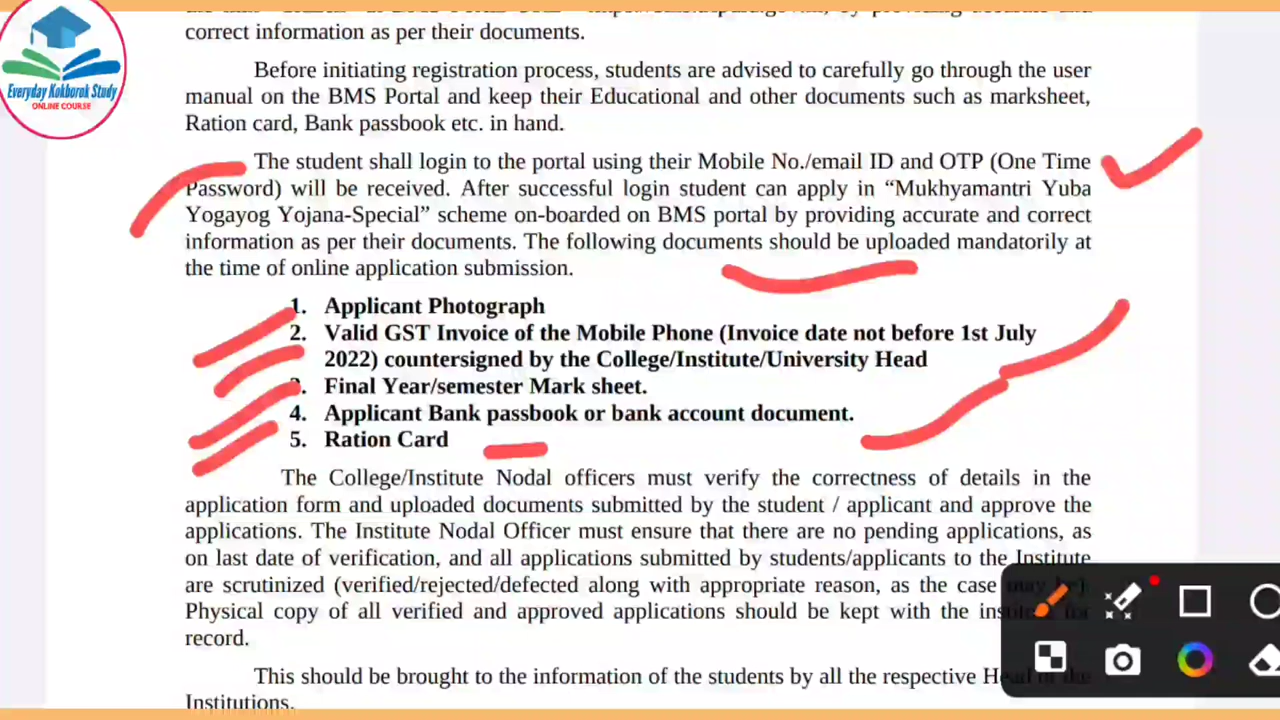 Everyday Kokborok Study
ONLINE COURSE
correct information as per their documents.
Before initiating registration process, students are advised to carefully go through the user
manual on the BMS Portal and keep their Educational and other documents such as marksheet,
Ration card, Bank passbook etc. in hand.
The student shall login to the portal using their Mobile No./email ID and OTP (One Time
Password) will be received. After successful login student can apply in “Mukhyamantri Yuba
Yogayog Yojana-Special” scheme on-boarded on BMS portal by providing accurate and correct
information as per their documents. The following documents should be uploaded mandatorily at
the time of online application submission.
1. Applicant Photograph
2. Valid GST Invoice of the Mobile Phone (Invoice date not before 1st July
2022) countersigned by the College/Institute/University Head
3. Final Year/semester Mark sheet.
4. Applicant Bank passbook or bank account document.
5. Ration Card
The College/Institute Nodal officers must verify the correctness of details in the
application form and uploaded documents submitted by the student / applicant and approve the
applications. The Institute Nodal Officer must ensure that there are no pending applications, as
on last date of verification, and all applications submitted by students/applicants to the Institute
are scrutinized (verified/rejected/defected along with appropriate reason, as the case may be).
Physical copy of all verified and approved applications should be kept with the institute for
record.
This should be brought to the information of the students by all the respective Head of the
Institutions.